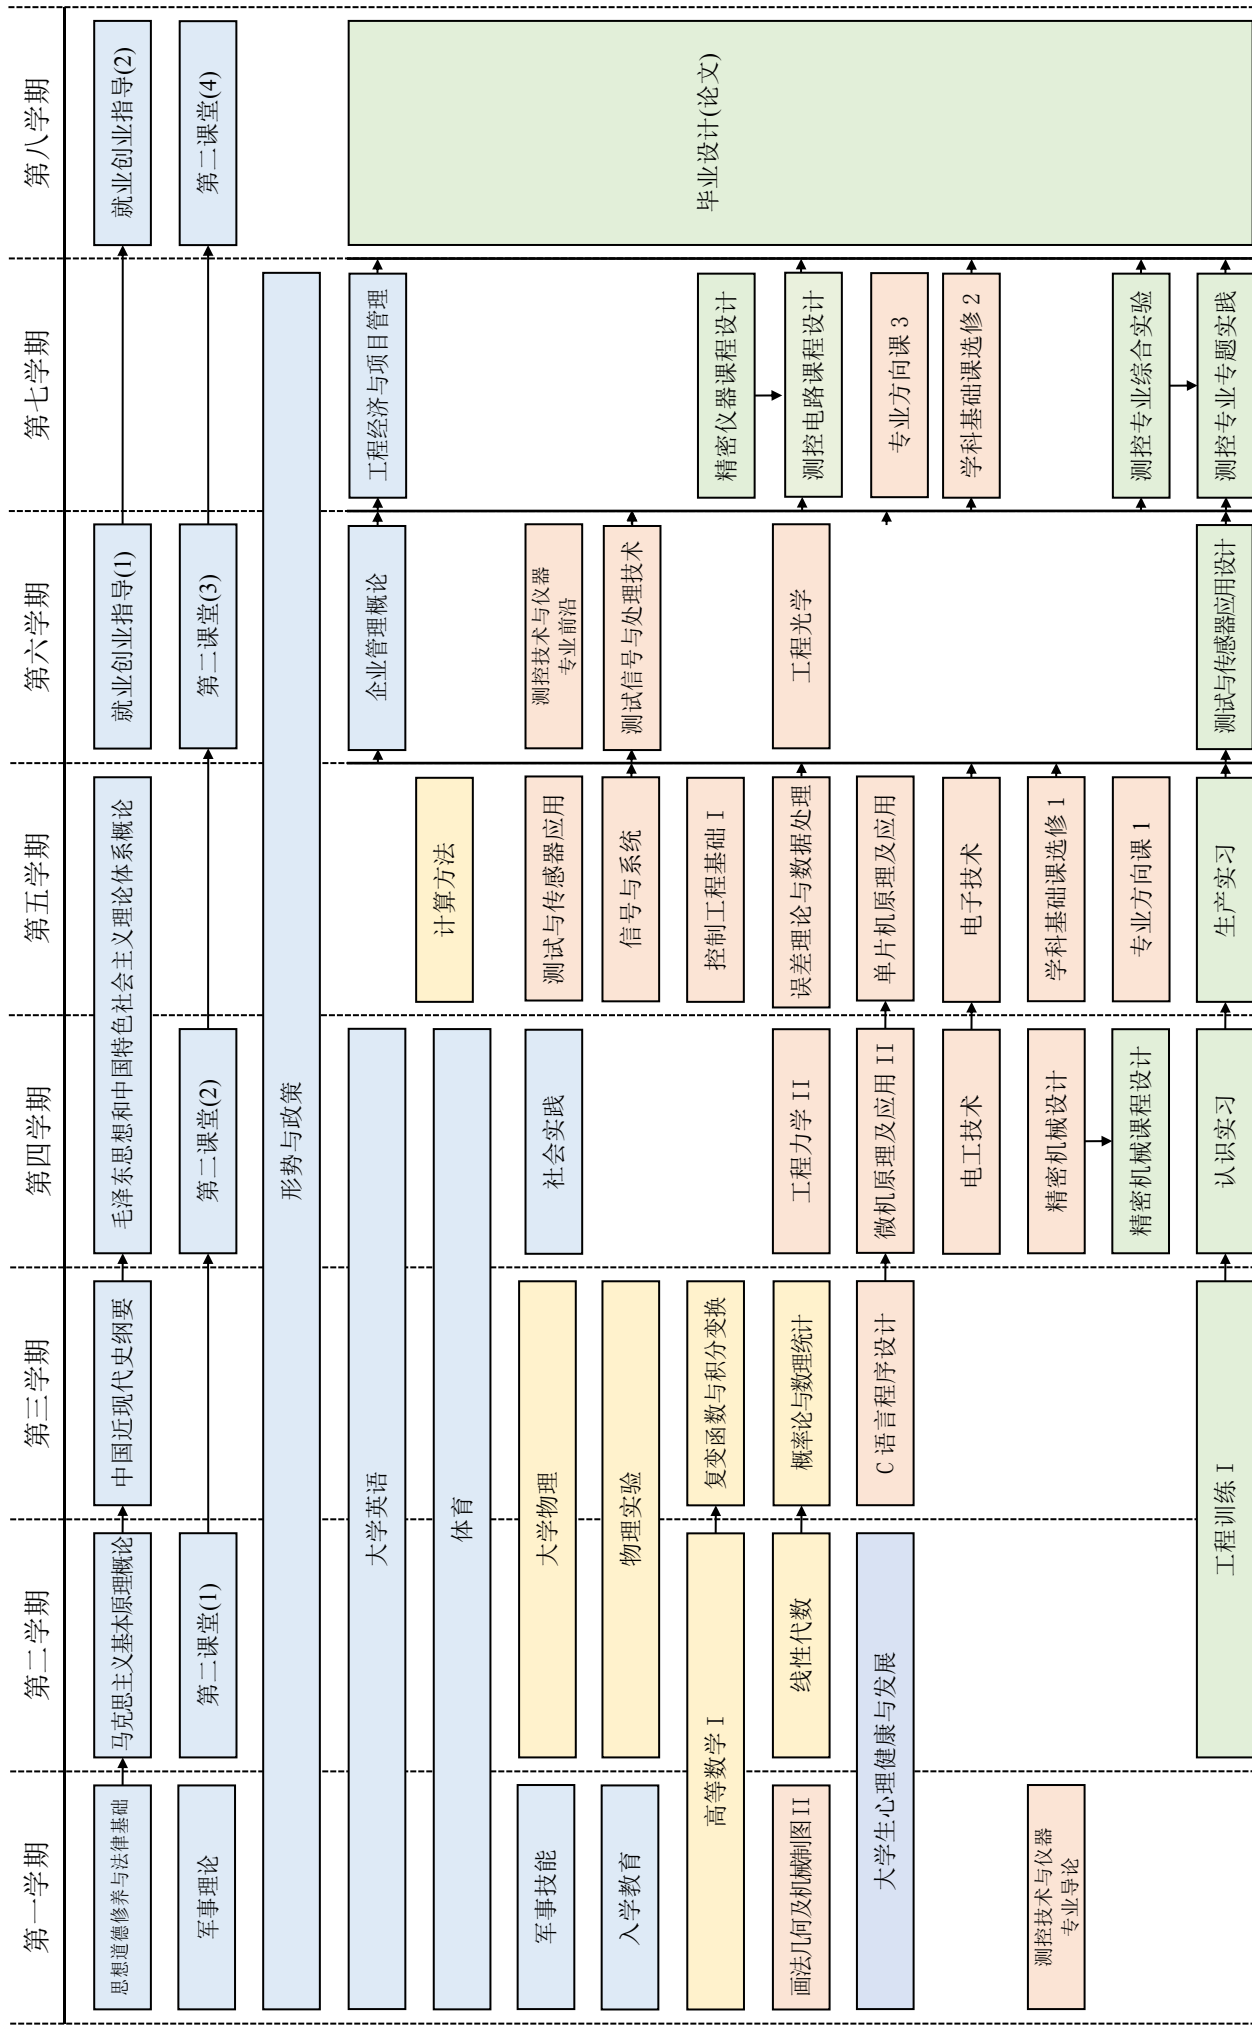 第一学期
第二学期
第三学期
第四学期
第五学期
第六学期
第七学期
第八学期
思想道德修养与法律基础
马克思主义基本原理概论
中国近现代史纲要
毛泽东思想和中国特色社会主义理论体系概论
就业创业指导(1)
就业创业指导(2)
军事理论
第二课堂(1)
第二课堂(2)
第二课堂(3)
第二课堂(4)
形势与政策
大学英语
企业管理概论
工程经济与项目管理
毕业设计(论文)
体育
计算方法
军事技能
大学物理
社会实践
测试与传感器应用
测控技术与仪器
专业前沿
入学教育
物理实验
信号与系统
测试信号与处理技术
高等数学 I
复变函数与积分变换
控制工程基础 I
精密仪器课程设计
画法几何及机械制图II
线性代数
概率论与数理统计
工程力学 II
误差理论与数据处理
工程光学
测控电路课程设计
大学生心理健康与发展
C 语言程序设计
微机原理及应用 II
单片机原理及应用
专业方向课 3
电工技术
电子技术
学科基础课选修 2
测控技术与仪器
专业导论
精密机械设计
学科基础课选修 1
精密机械课程设计
专业方向课 1
测控专业综合实验
工程训练 I
认识实习
生产实习
测试与传感器应用设计
测控专业专题实践